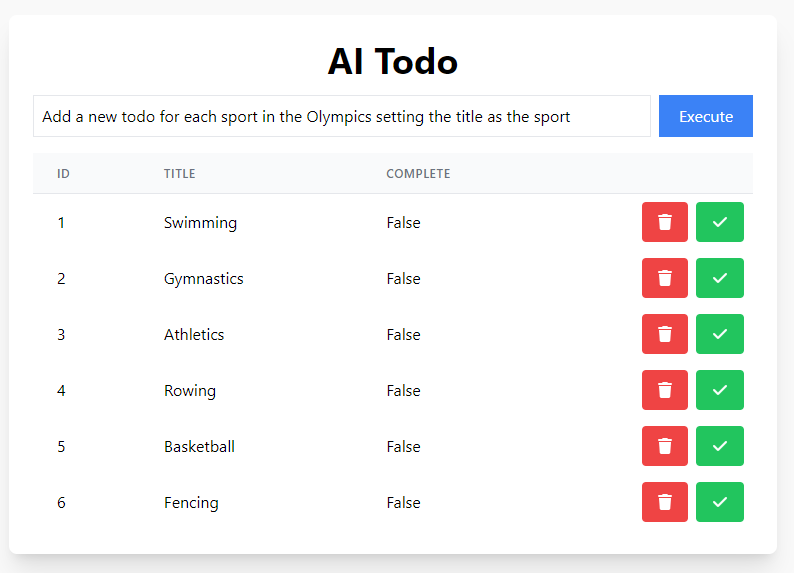 AI Todo
Add a new todo for each sport in the Olympics setting the title as the sport Execute
ID TITLE COMPLETE
1 Swimming False
2 Gymnastics False
3 Athletics False
4 Rowing False
5 Basketball False
6 Fencing False